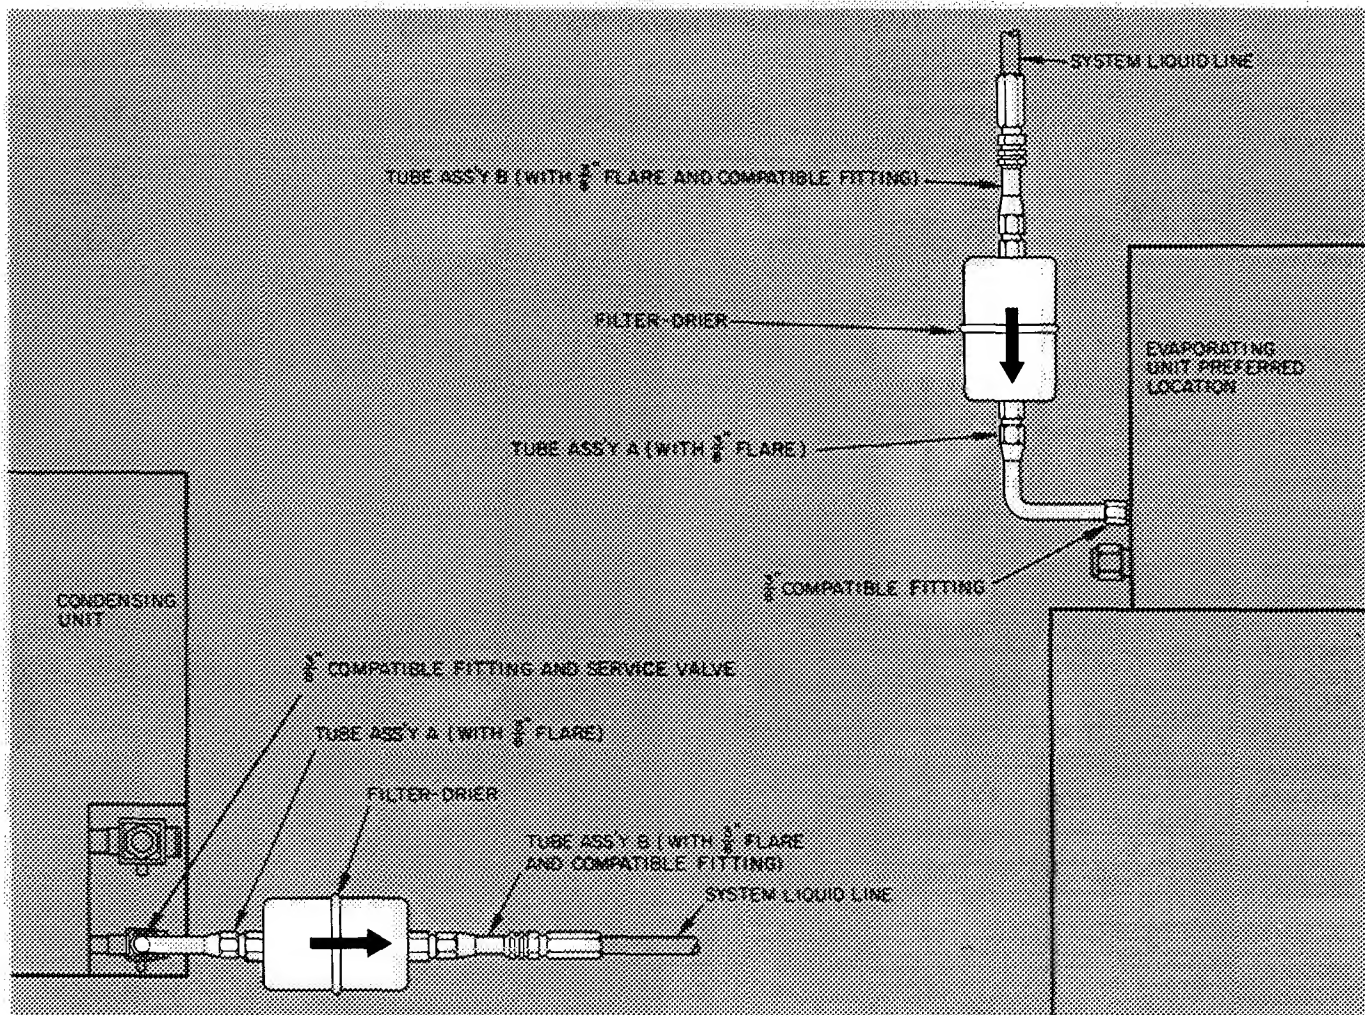 SYSTEM LIQUID LINE
TUBE ASS'Y B (WITH 3/8" FLARE AND COMPATIBLE FITTING)
FILTER-DRIER
EVAPORATING
UNIT PREFERRED
LOCATION
TUBE ASS'Y A (WITH 3/8" FLARE)
3/8" COMPATIBLE FITTING
CONDENSING
UNIT
3/8" COMPATIBLE FITTING AND SERVICE VALVE
TUBE ASS'Y A (WITH 3/8" FLARE)
FILTER-DRIER
TUBE ASS'Y B (WITH 3/8" FLARE
AND COMPATIBLE FITTING)
SYSTEM LIQUID LINE